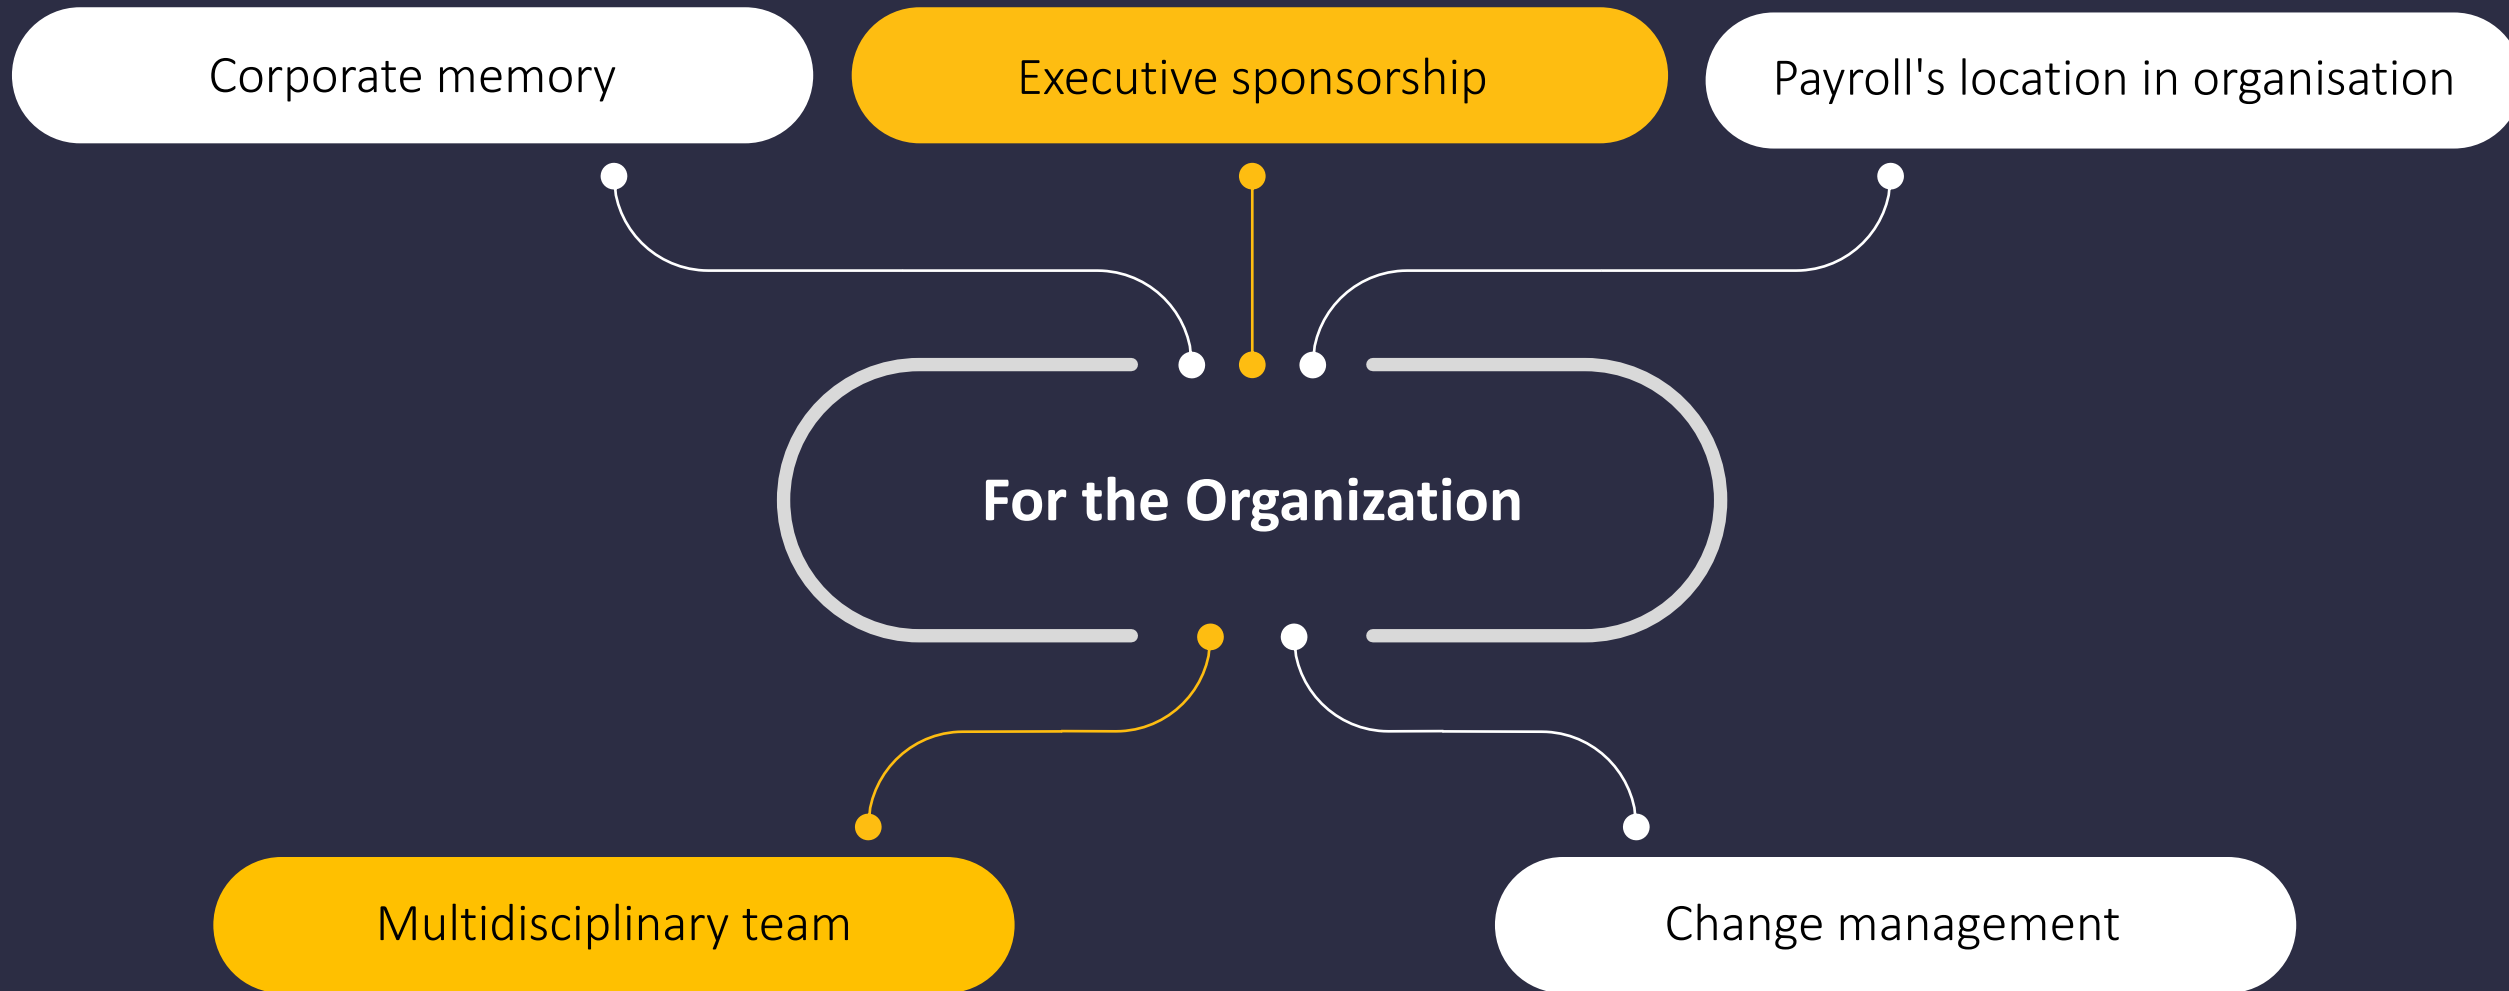 Corporate memory
Executive sponsorship
Payroll's location in organisation
For the Organization
Multidisciplinary team
Change management